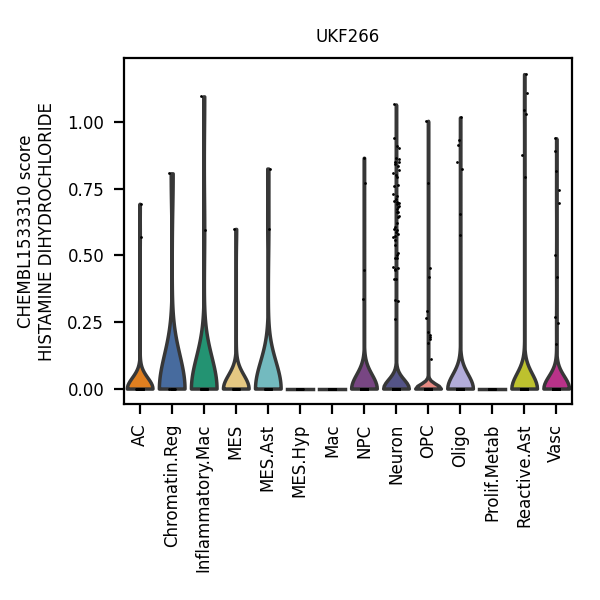 UKF266
CHEMBL1533310 score
HISTAMINE DIHYDROCHLORIDE
1.00
0.75
0.50
0.25
0.00
AC
Chromatin.Reg
Inflammatory.Mac
MES
MES.Ast
MES.Hyp
Mac
NPC
Neuron
OPC
Oligo
Prolif.Metab
Reactive.Ast
Vasc